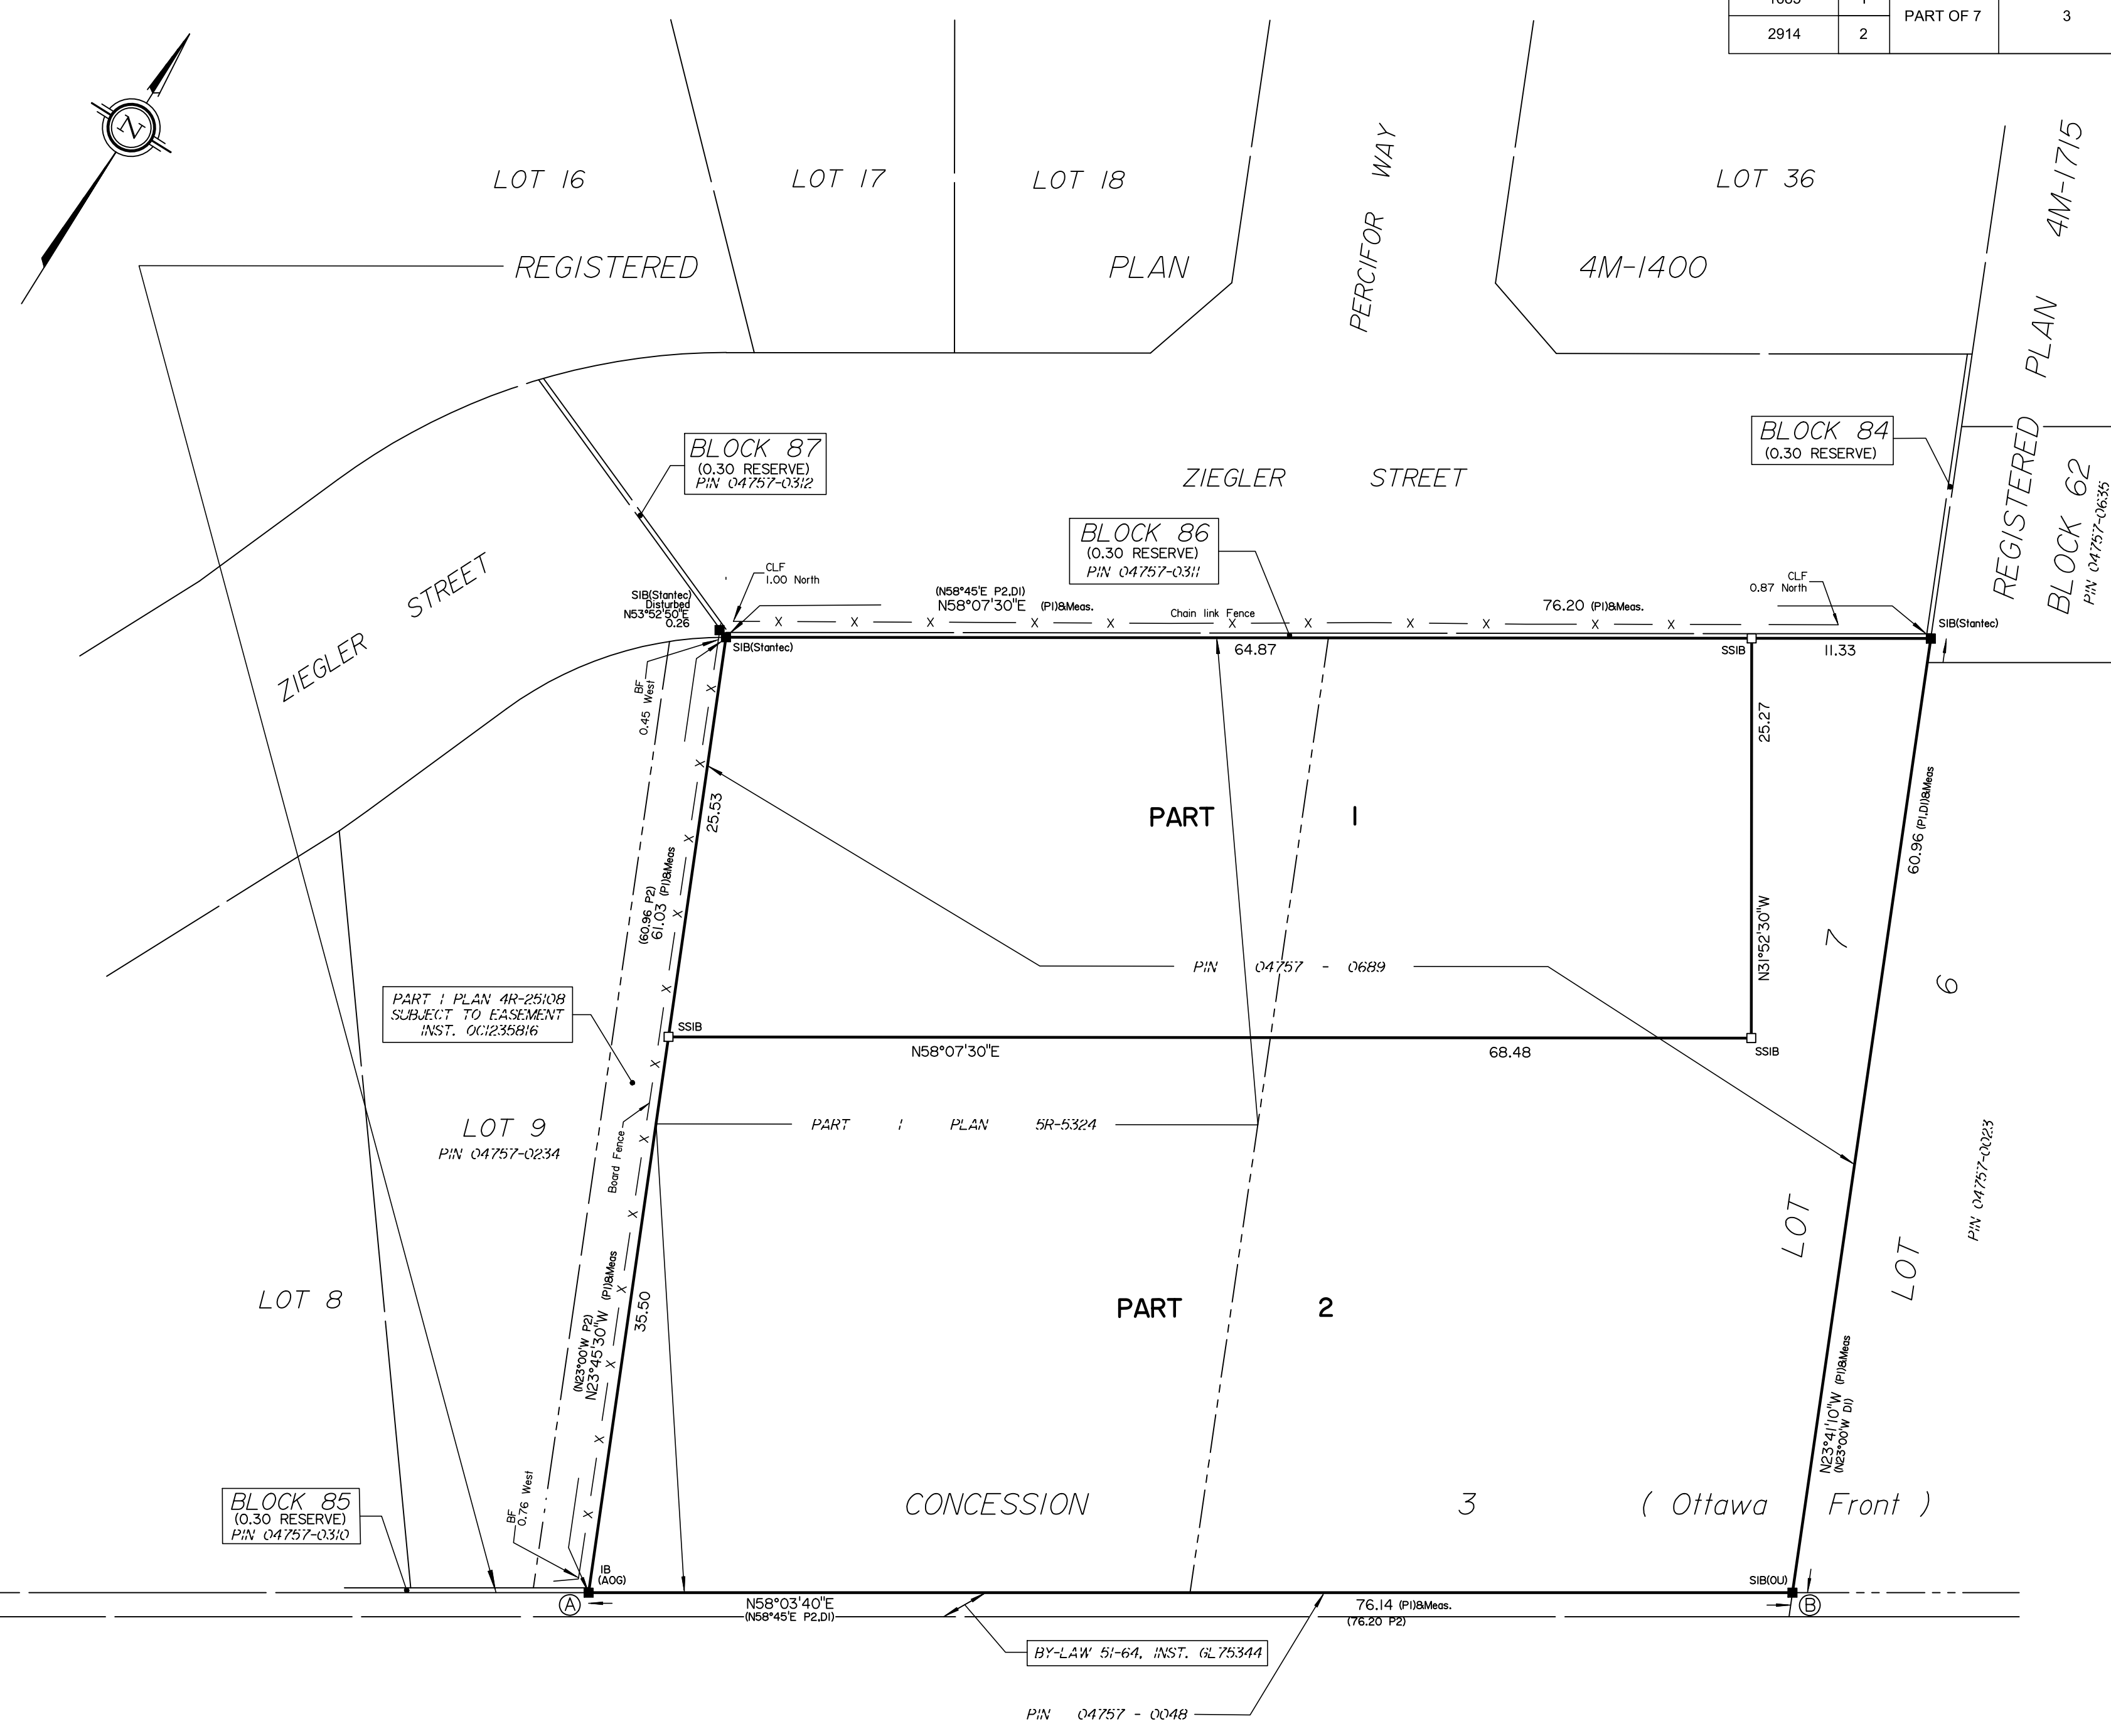 PART OF 7
3
2914
2
N
LOT 16
LOT 17
LOT 18
PERCIFOR WAY
LOT 36
REGISTERED PLAN 4M-1715
REGISTERED PLAN 4M-1400
BLOCK 87
(0.30 RESERVE)
PIN 04757-0312
BLOCK 84
(0.30 RESERVE)
ZIEGLER STREET
BLOCK 86
(0.30 RESERVE)
PIN 04757-0311
BLOCK 62
PIN 04757-0635
ZIEGLER STREET
CLF
1.00 North
SIB(Stantec)
Disturbed
N53°52'50"E
0.26
(N58°45'E P2,D1)
N58°07'30"E (P1)&Meas.
Chain link Fence
76.20 (P1)&Meas.
CLF
0.87 North
SIB(Stantec)
SIB(Stantec)
64.87
SSIB
11.33
BF
0.45 West
25.53
25.27
N31°52'30"W
60.96 (P1,D1)&Meas
PART 1
(60.96 P2)
61.03 (P1)&Meas
PIN 04757 - 0689
7
6
PART 1 PLAN 4R-25108
SUBJECT TO EASEMENT
INST. OC1235816
SSIB
N58°07'30"E
68.48
SSIB
LOT 9
PIN 04757-0234
Board Fence
PART 1 PLAN 5R-5324
PIN 04757-0023
LOT
LOT
LOT 8
35.50
PART 2
(N23°00'W P2)
N23°45'30"W (P1)&Meas
N23°41'10"W (P1)&Meas
(N23°00'W D1)
BLOCK 85
(0.30 RESERVE)
PIN 04757-0310
BF
0.76 West
CONCESSION 3 ( Ottawa Front )
IB
(AOG)
SIB(OU)
A
N58°03'40"E
(N58°45'E P2,D1)
76.14 (P1)&Meas.
(76.20 P2)
B
BY-LAW 51-64, INST. GL75344
PIN 04757 - 0048